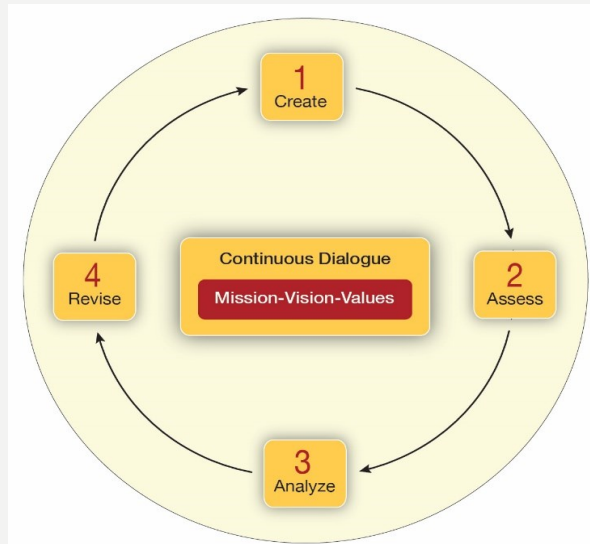 1
Create
2
Assess
3
Analyze
4
Revise
Continuous Dialogue
Mission-Vision-Values